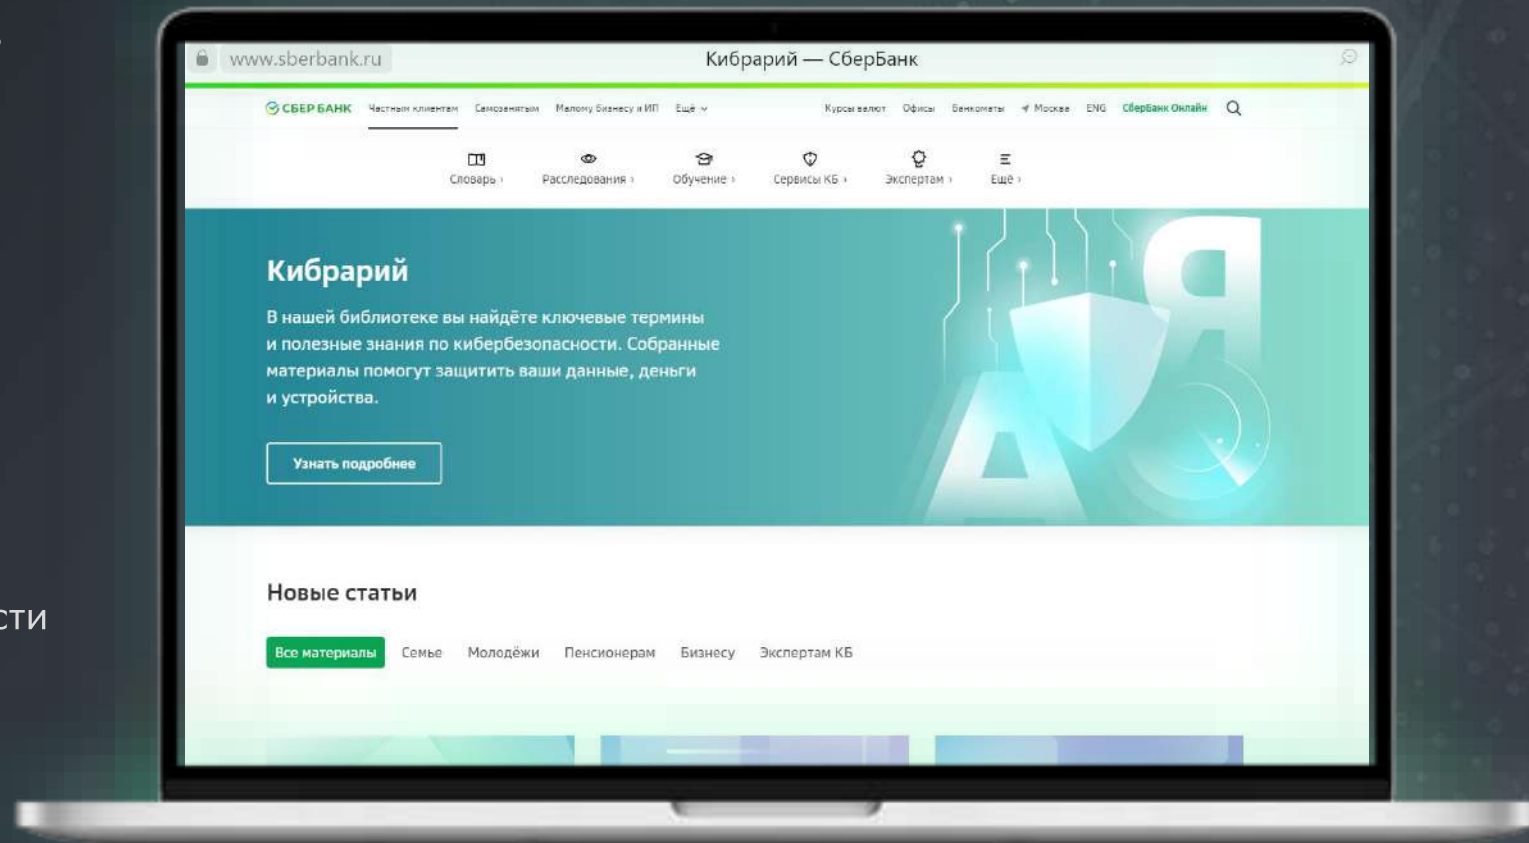 www.sberbank.ru
Кибрарий — СберБанк
СБЕР БАНК Частным клиентам Самозанятым Малому бизнесу и ИП Ещё Курсы валют Офисы Банкоматы Москва ENG СберБанк Онлайн
Словарь Расследования Обучение Сервисы КБ Экспертам Ещё
Кибрарий
В нашей библиотеке вы найдёте ключевые термины
и полезные знания по кибербезопасности. Собранные
материалы помогут защитить ваши данные, деньги
и устройства.
Узнать подробнее
А
Я
Новые статьи
сти
Все материалы Семье Молодёжи Пенсионерам Бизнесу Экспертам КБ